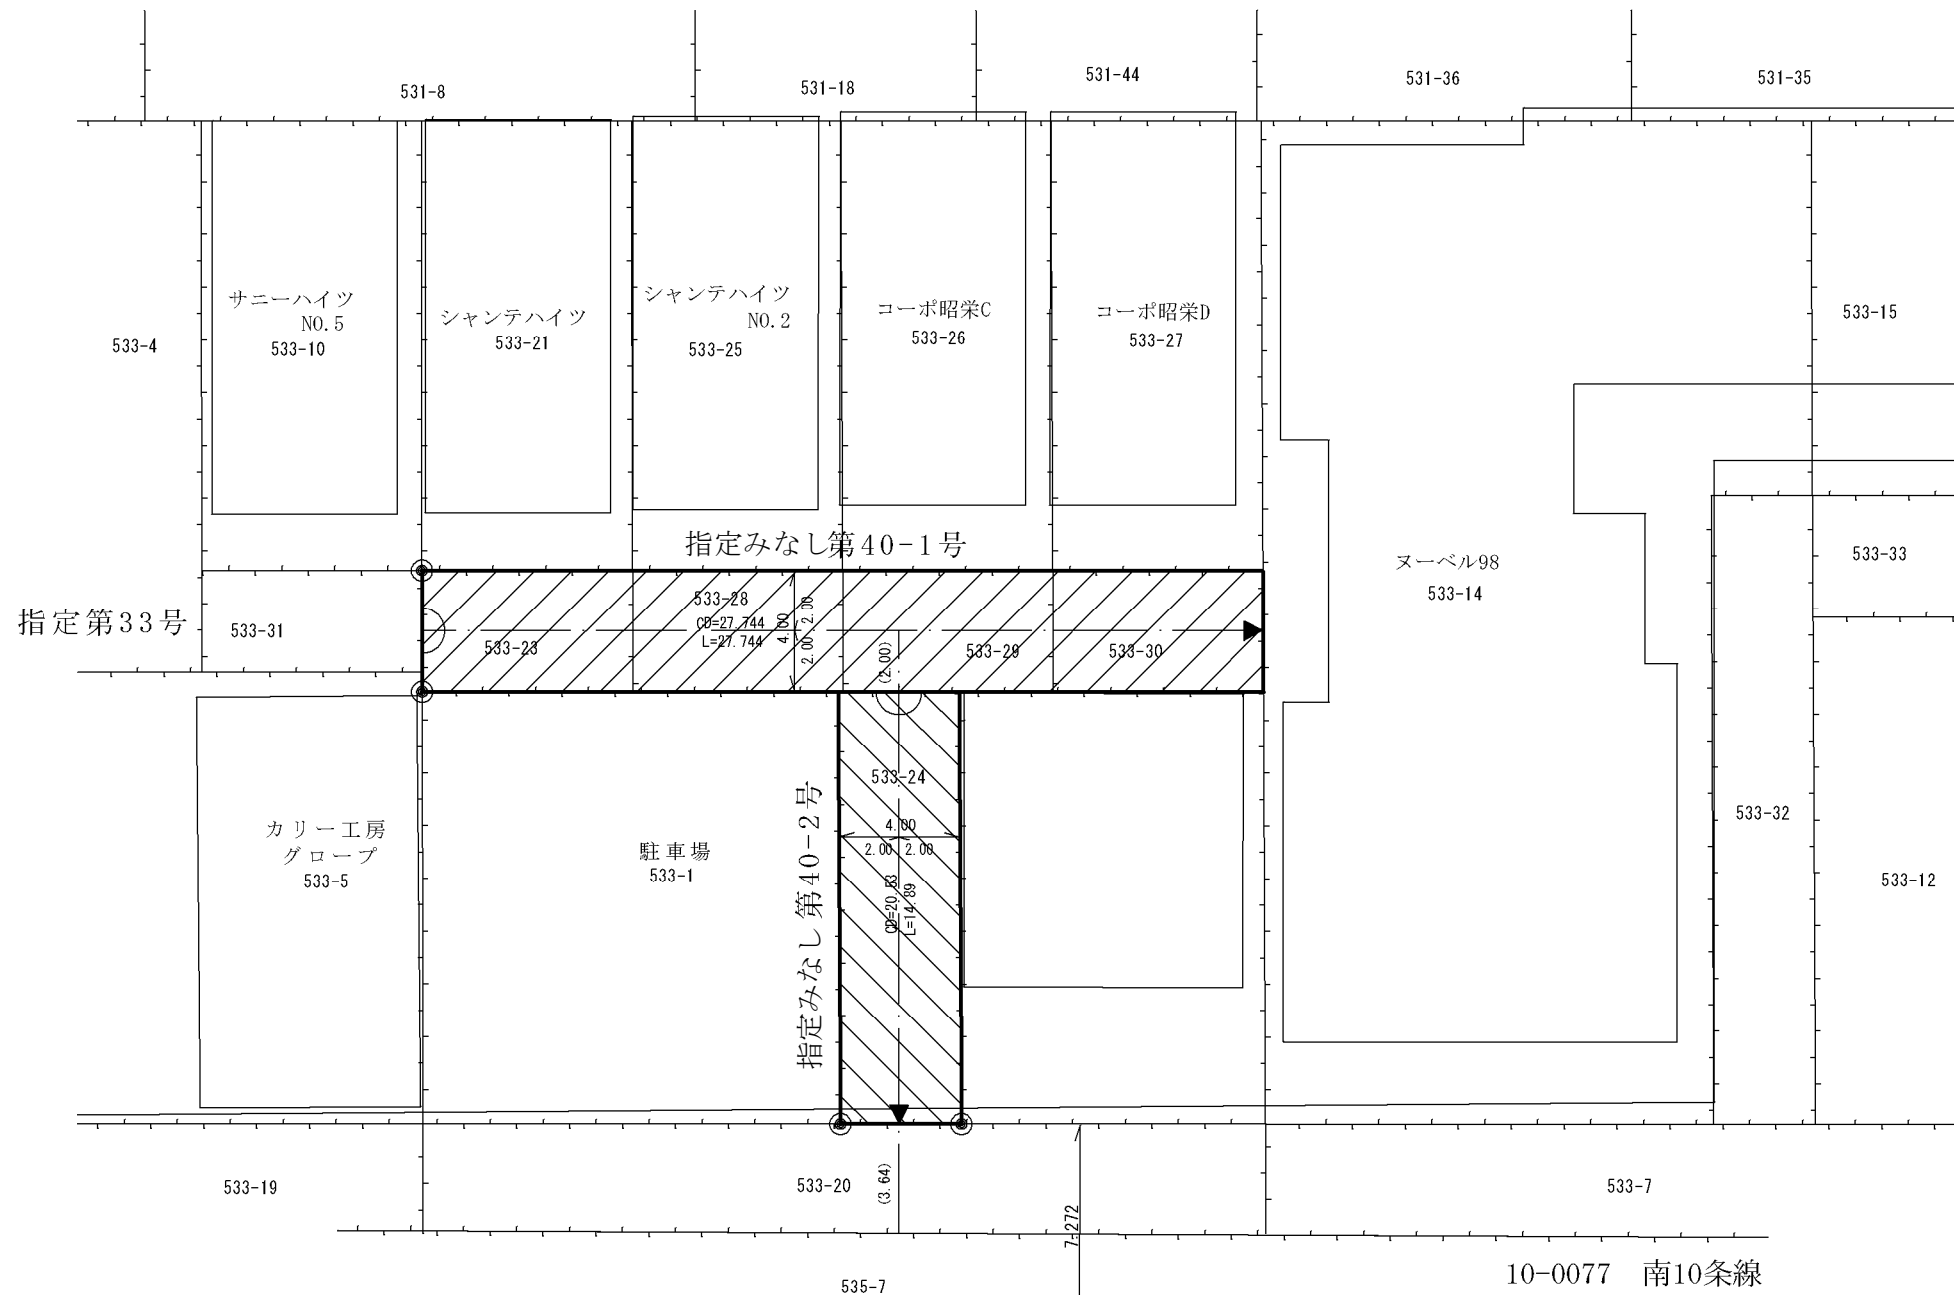 531-8
531-18
531-44
531-36
531-35
サニーハイツ
NO.5
533-10
シャンテハイツ
533-21
シャンテハイツ
NO.2
533-25
コーポ昭栄C
533-26
コーポ昭栄D
533-27
533-4
533-15
指定みなし第40-1号
ヌーベル98
533-14
533-33
指定第33号
533-31
533-28
CD=27.744
L=27.744
4.00
2.00 2.00
533-23
(2.00)
533-29
533-30
533-24
指定みなし第40-2号
4.00
2.00 2.00
CD=20.53
L=14.89
カリー工房
グロープ
533-5
駐車場
533-1
533-32
533-12
533-19
533-20
(3.64)
7.272
533-7
535-7
10-0077 南10条線